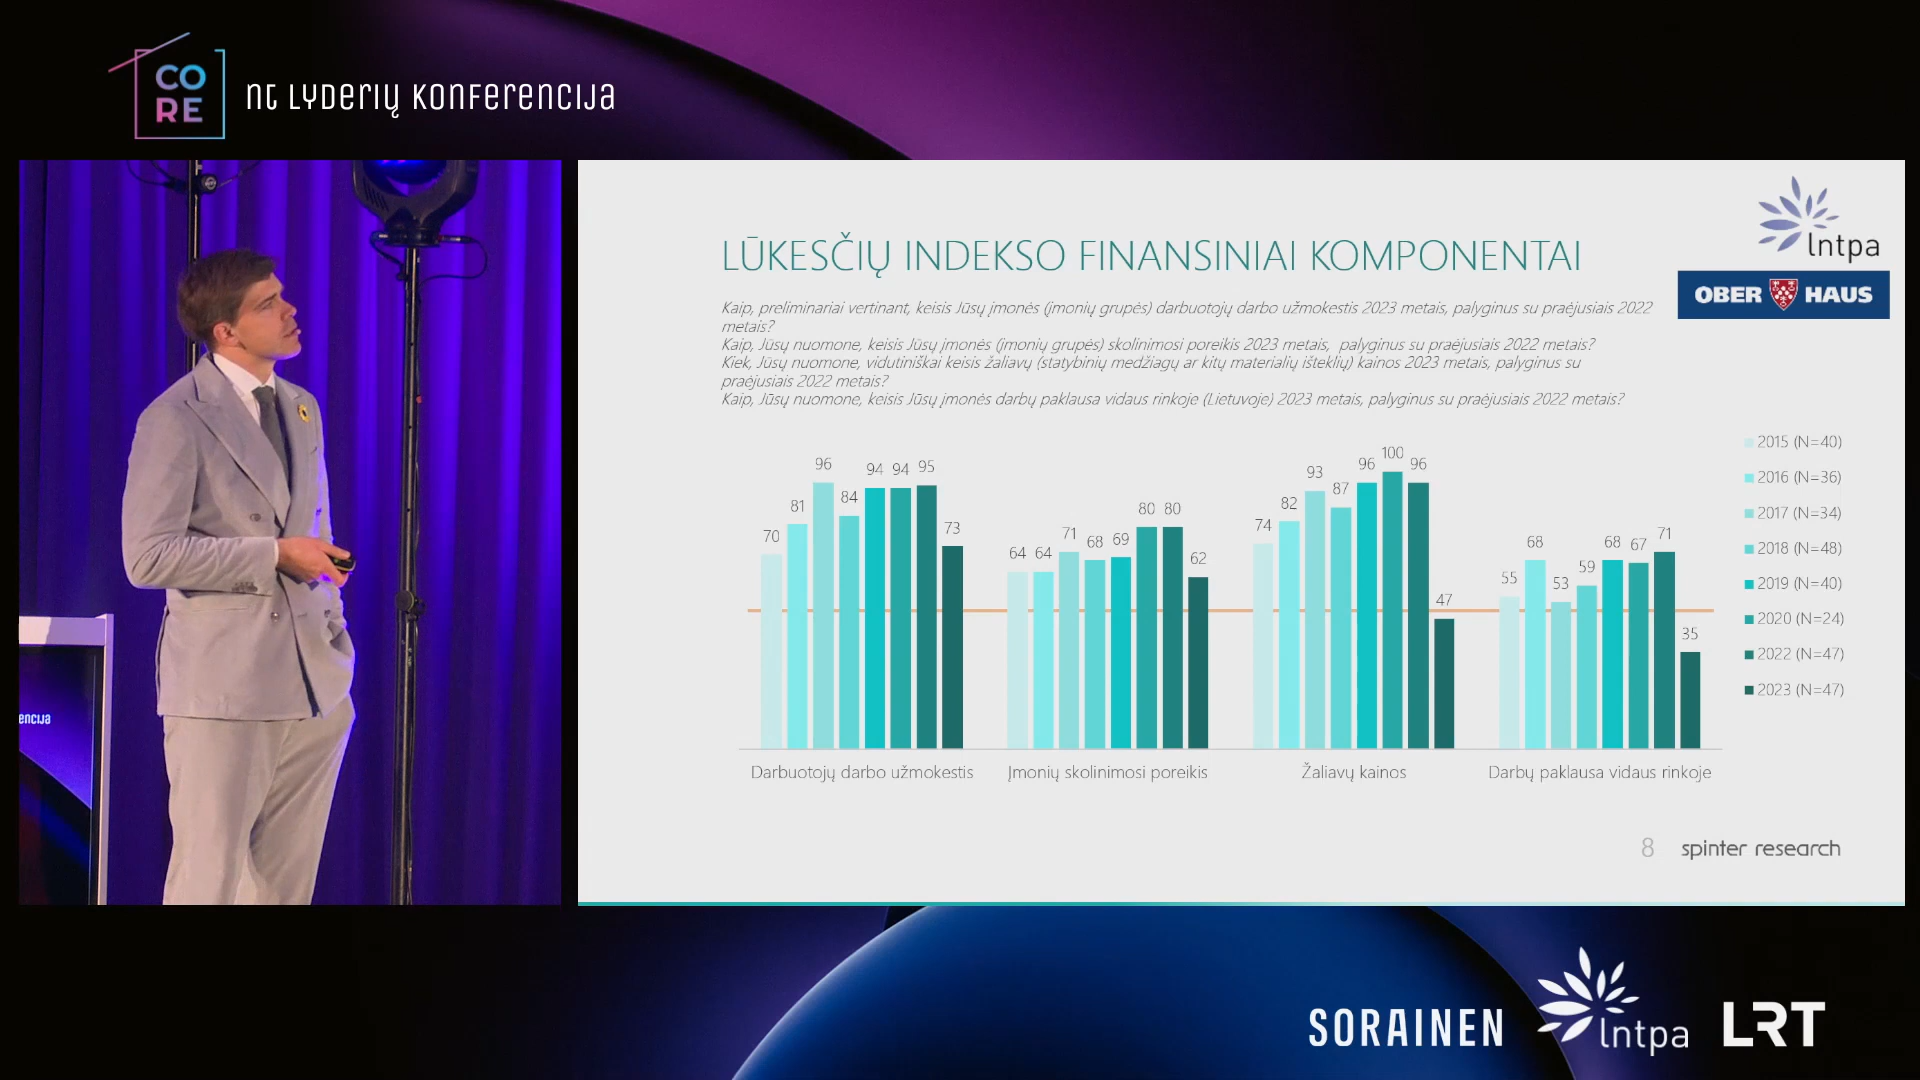 CO
RE
nt Lyderių Konferencija
encija
LŪKESČIŲ INDEKSO FINANSINIAI KOMPONENTAI
lntpa
OBER HAUS
Kaip, preliminariai vertinant, keisis Jūsų įmonės (įmonių grupės) darbuotojų darbo užmokestis 2023 metais, palyginus su praėjusiais 2022
metais?
Kaip, Jūsų nuomone, keisis Jūsų įmonės (įmonių grupės) skolinimosi poreikis 2023 metais, palyginus su praėjusiais 2022 metais?
Kiek, Jūsų nuomone, vidutiniškai keisis žaliavų (statybinių medžiagų ar kitų materialių išteklių) kainos 2023 metais, palyginus su
praėjusiais 2022 metais?
Kaip, Jūsų nuomone, keisis Jūsų įmonės darbų paklausa vidaus rinkoje (Lietuvoje) 2023 metais, palyginus su praėjusiais 2022 metais?
70 81 96 84 94 94 95 73
64 64 71 68 69 80 80 62
74 82 93 87 96 100 96 47
55 68 53 59 68 67 71 35
Darbuotojų darbo užmokestis
Įmonių skolinimosi poreikis
Žaliavų kainos
Darbų paklausa vidaus rinkoje
2015 (N=40)
2016 (N=36)
2017 (N=34)
2018 (N=48)
2019 (N=40)
2020 (N=24)
2022 (N=47)
2023 (N=47)
8 spinter research
SORAINEN lntpa LRT